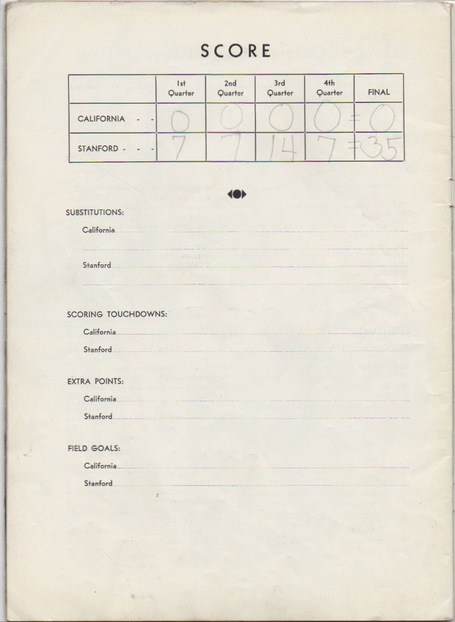 SCORE
1st Quarter 2nd Quarter 3rd Quarter 4th Quarter FINAL
CALIFORNIA - - 0 0 0 0 = 0
STANFORD - - - 7 7 14 7 = 35
SUBSTITUTIONS:
California
Stanford
SCORING TOUCHDOWNS:
California
Stanford
EXTRA POINTS:
California
Stanford
FIELD GOALS:
California
Stanford